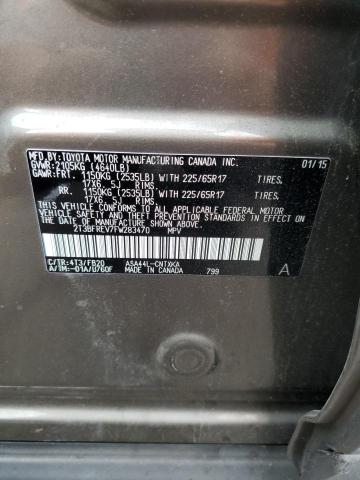 MFD. BY: TOYOTA MOTOR MANUFACTURING CANADA INC. 01/15
GVWR: 2105KG (4640LB)
GAWR: FRT. 1150KG (2535LB) WITH 225/65R17 TIRES,
17X6.5J RIMS,
RR. 1150KG (2535LB) WITH 225/65R17 TIRES,
17X6.5J RIMS,
THIS VEHICLE CONFORMS TO ALL APPLICABLE FEDERAL MOTOR
VEHICLE SAFETY AND THEFT PREVENTION STANDARDS IN EFFECT ON
THE DATE OF MANUFACTURE SHOWN ABOVE.
2T3BFREV7FW283470 MPV
C/TR: 4T3/FB20 ASA44L-CNTXKA
A/TM: -01A/U760F MADE IN CANADA 799 A